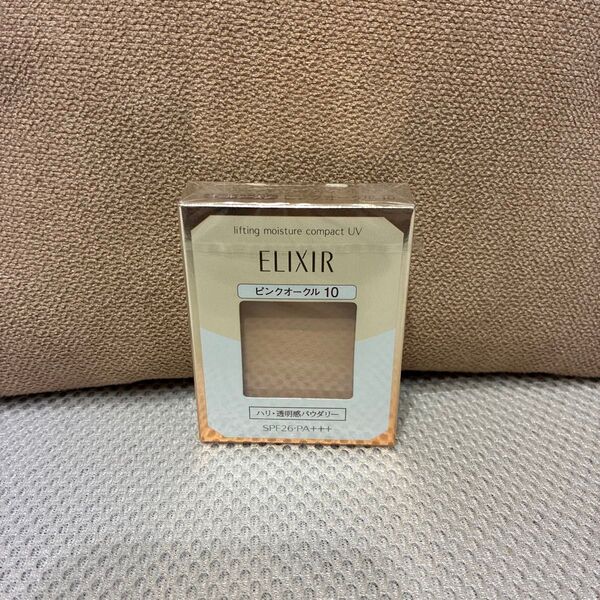 lifting moisture compact UV
ELIXIR
ピンクオークル 10
ハリ・透明感パウダリー
SPF26・PA+++